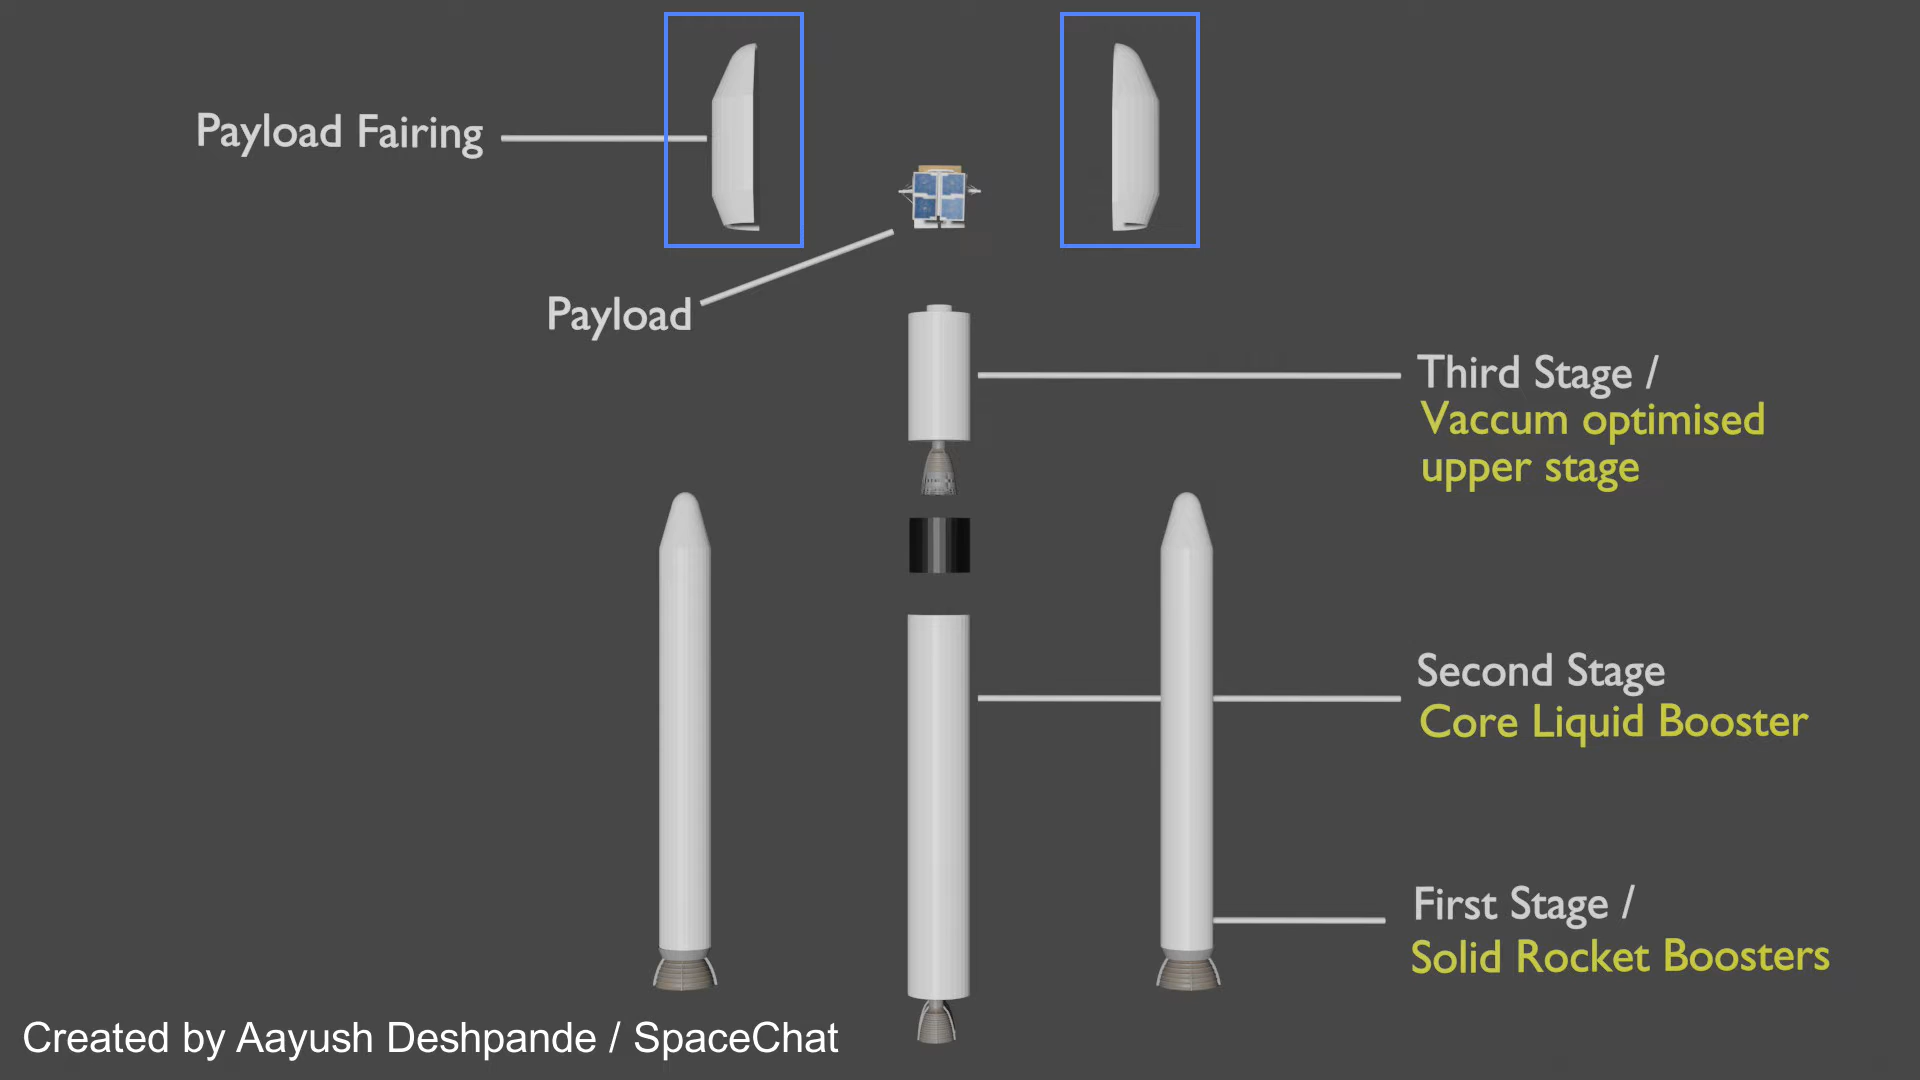 Payload Fairing
Payload
Third Stage /
Vaccum optimised
upper stage
Second Stage
Core Liquid Booster
First Stage /
Solid Rocket Boosters
Created by Aayush Deshpande / SpaceChat